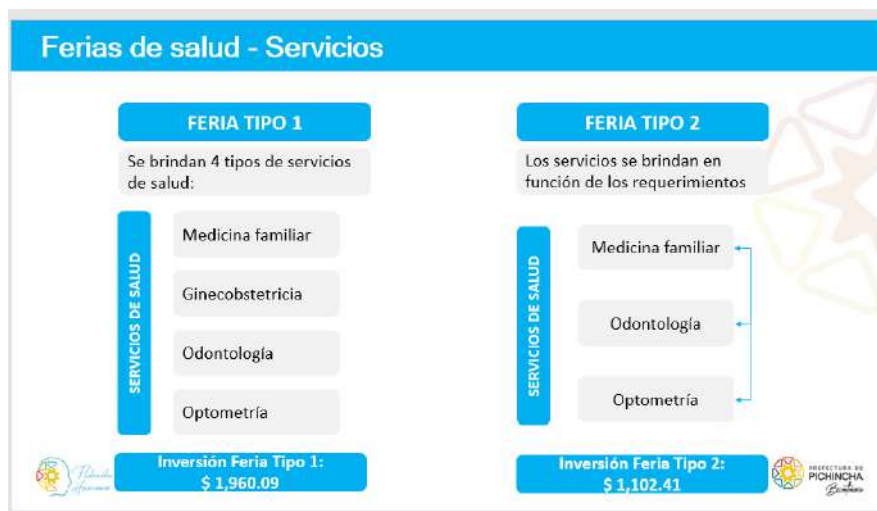 Ferias de salud - Servicios
FERIA TIPO 1
Se brindan 4 tipos de servicios
de salud:
SERVICIOS DE SALUD
Medicina familiar
Ginecobstetricia
Odontología
Optometría
Inversión Feria Tipo 1:
$ 1,960.09
FERIA TIPO 2
Los servicios se brindan en
función de los requerimientos
SERVICIOS DE SALUD
Medicina familiar
Odontología
Optometría
Inversión Feria Tipo 2:
$ 1,102.41
Pichincha
Humana
PREFECTURA DE
PICHINCHA